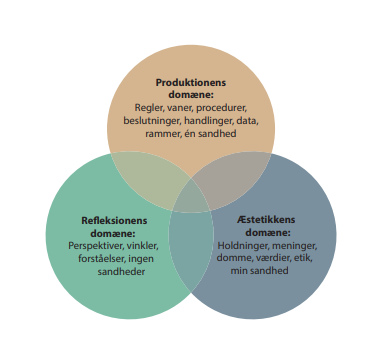 Produktionens
domæne:
Regler, vaner, procedurer,
beslutninger, handlinger, data,
rammer, én sandhed
Refleksionens
domæne:
Perspektiver, vinkler,
forståelser, ingen
sandheder
Æstetikkens
domæne:
Holdninger, meninger,
domme, værdier, etik,
min sandhed